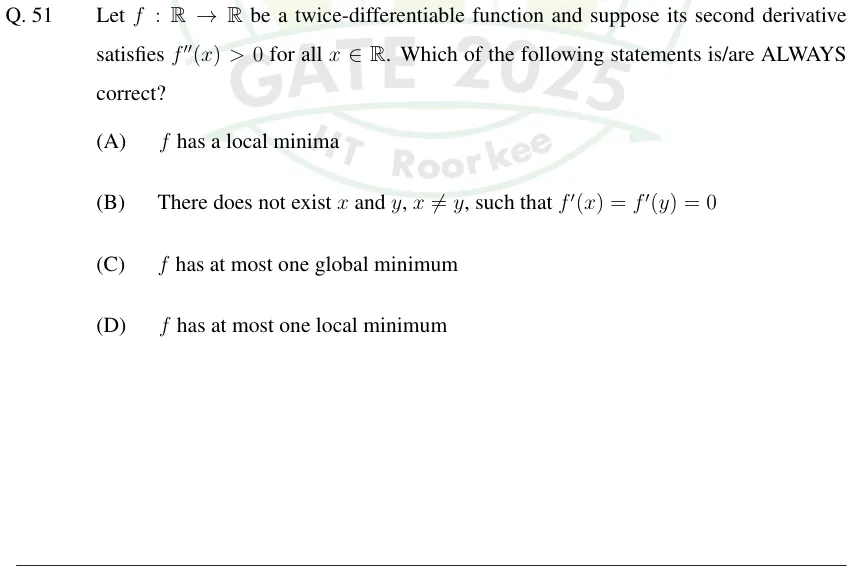 Q. 51 Let f : ℝ → ℝ be a twice-differentiable function and suppose its second derivative
satisfies f″(x) > 0 for all x ∈ ℝ. Which of the following statements is/are ALWAYS
correct?
GATE 2025
IIT Roorkee
(A) f has a local minima
(B) There does not exist x and y, x ≠ y, such that f′(x) = f′(y) = 0
(C) f has at most one global minimum
(D) f has at most one local minimum